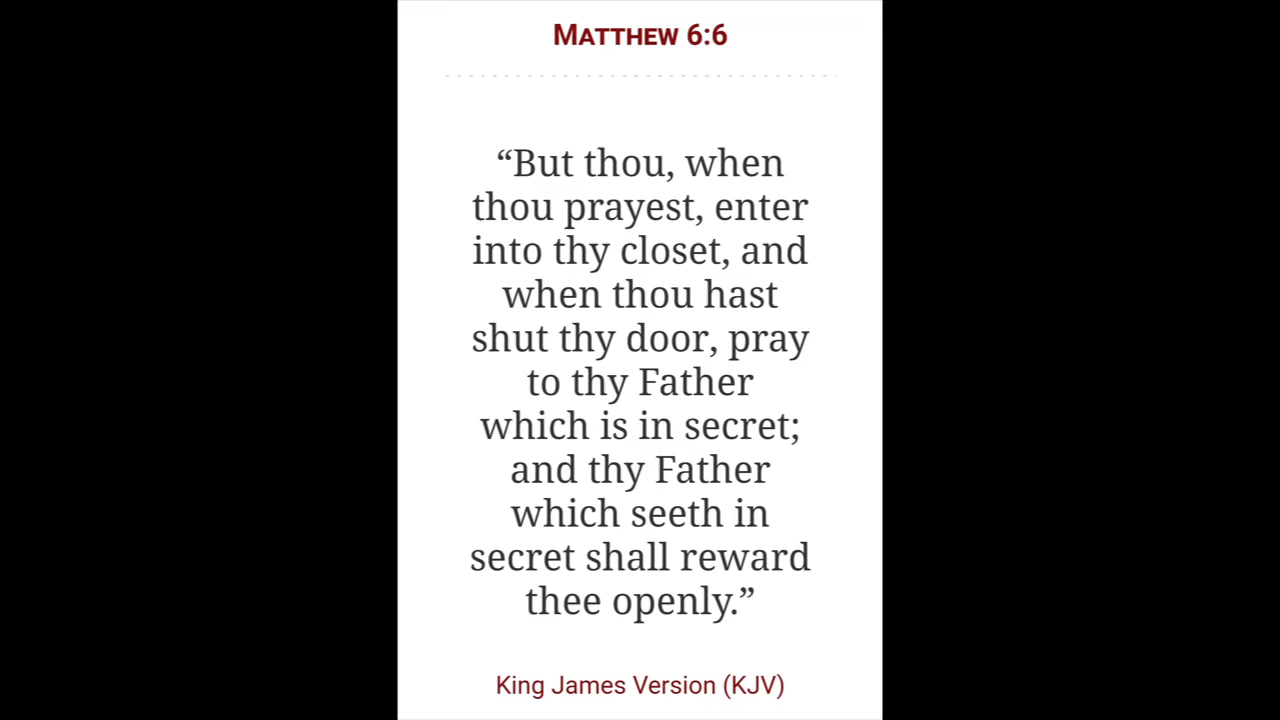 MATTHEW 6:6
“But thou, when
thou prayest, enter
into thy closet, and
when thou hast
shut thy door, pray
to thy Father
which is in secret;
and thy Father
which seeth in
secret shall reward
thee openly.”
King James Version (KJV)